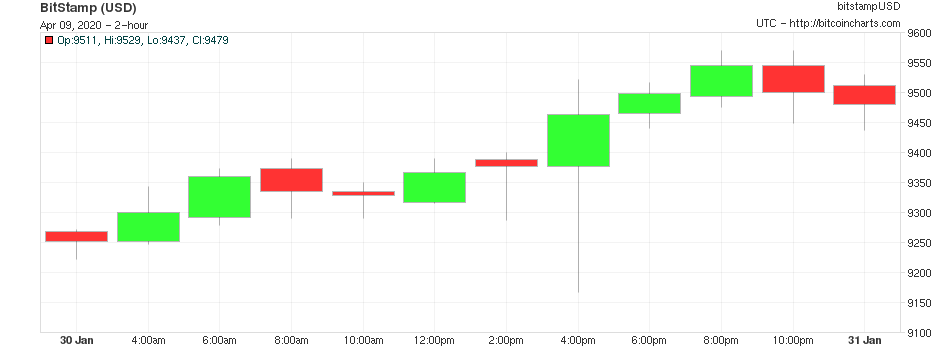 BitStamp (USD)
bitstampUSD
Apr 09, 2020 - 2-hour
UTC - http://bitcoincharts.com
Op:9511, Hi:9529, Lo:9437, Cl:9479
9600
9550
9500
9450
9400
9350
9300
9250
9200
9150
9100
30 Jan 4:00am 6:00am 8:00am 10:00am 12:00pm 2:00pm 4:00pm 6:00pm 8:00pm 10:00pm 31 Jan